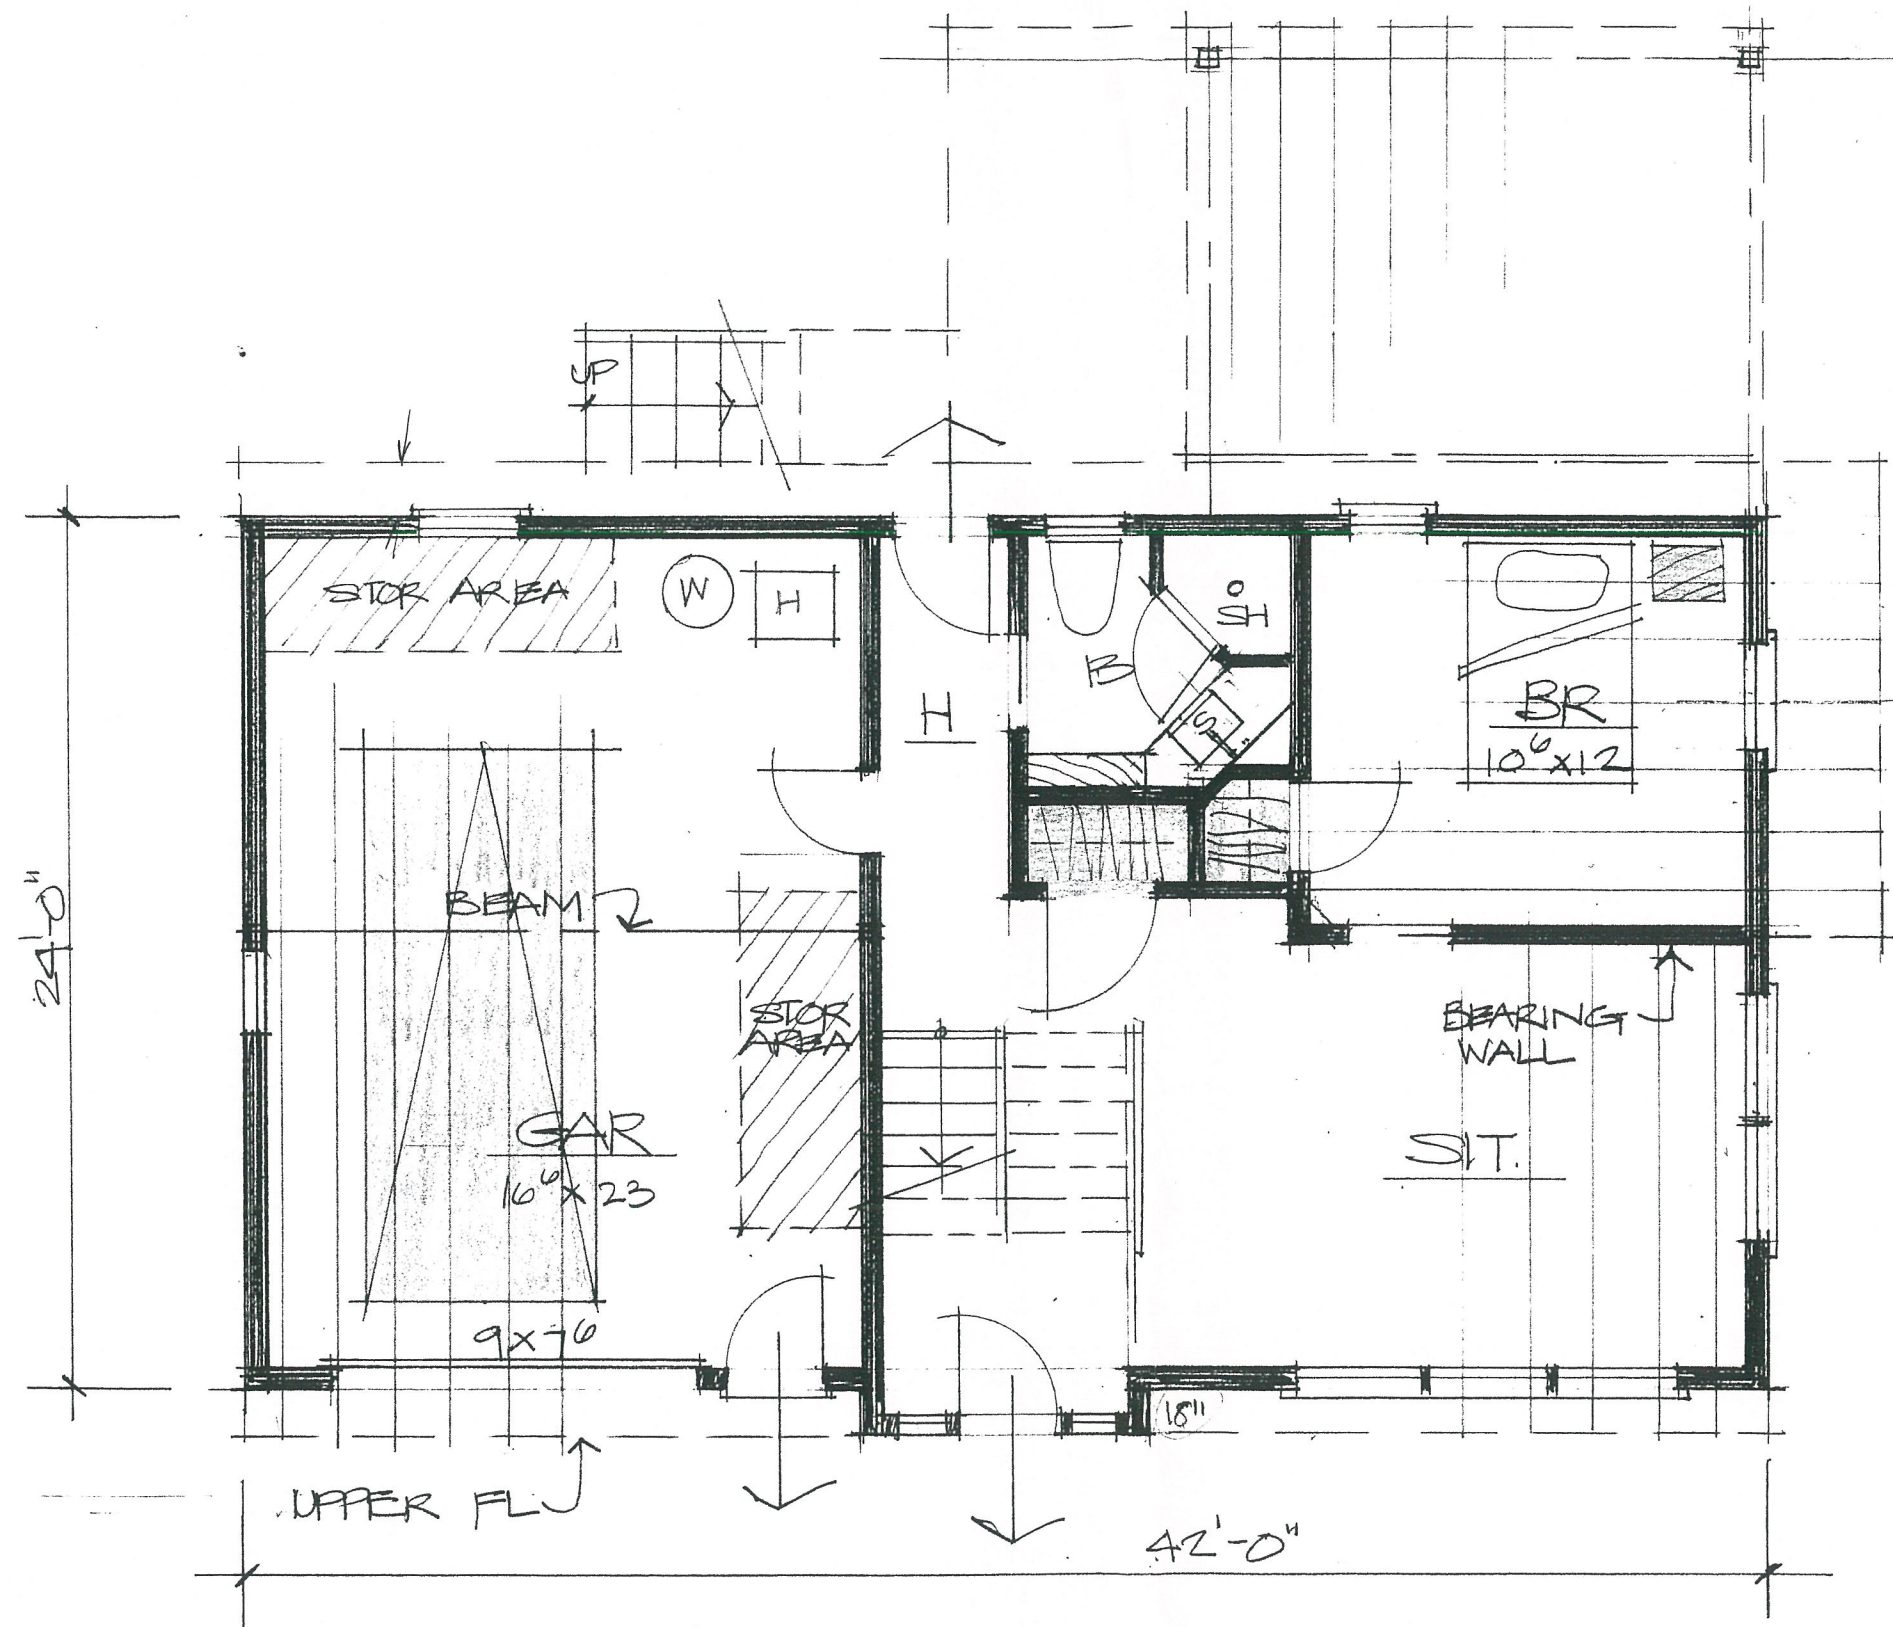 UP
STOR AREA
W
H
SH
B
H
S
BR
10⁶x12
BEAM
24'-0"
STOR
AREA
BEARING
WALL
GAR
16⁶x23
SIT.
9x7⁶
18"
UPPER FL
42'-0"